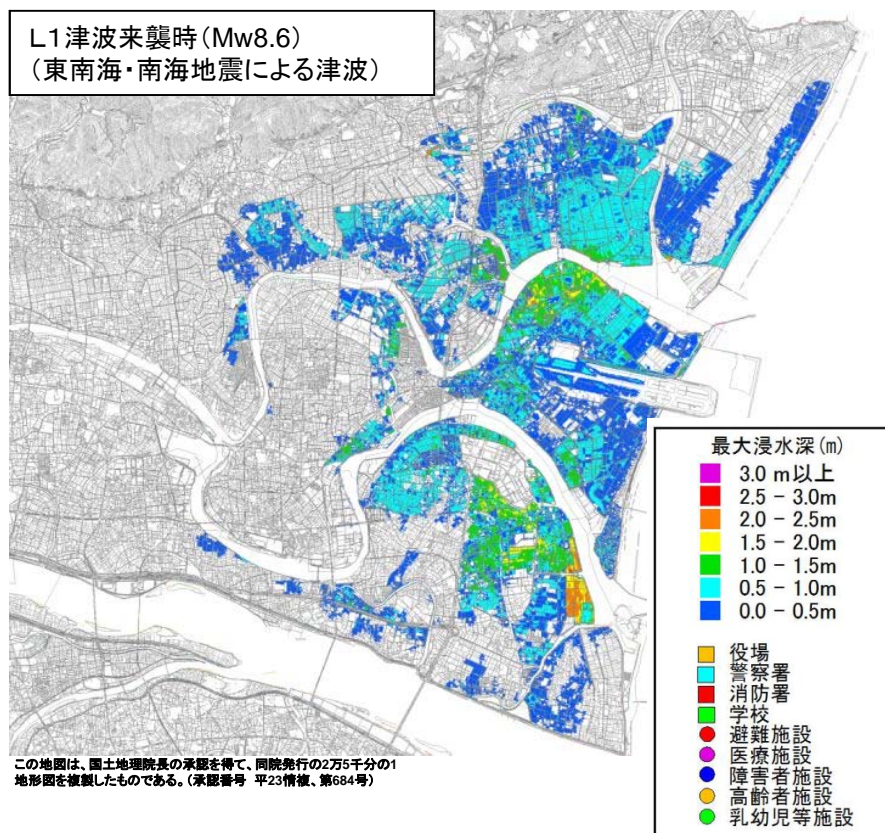 L1津波来襲時(Mw8.6)
(東南海・南海地震による津波)
最大浸水深(m)
3.0 m以上
2.5 - 3.0m
2.0 - 2.5m
1.5 - 2.0m
1.0 - 1.5m
0.5 - 1.0m
0.0 - 0.5m
役場
警察署
消防署
学校
避難施設
医療施設
障害者施設
高齢者施設
乳幼児等施設
この地図は、国土地理院長の承認を得て、同院発行の2万5千分の1
地形図を複製したものである。(承認番号 平23情複、第684号)